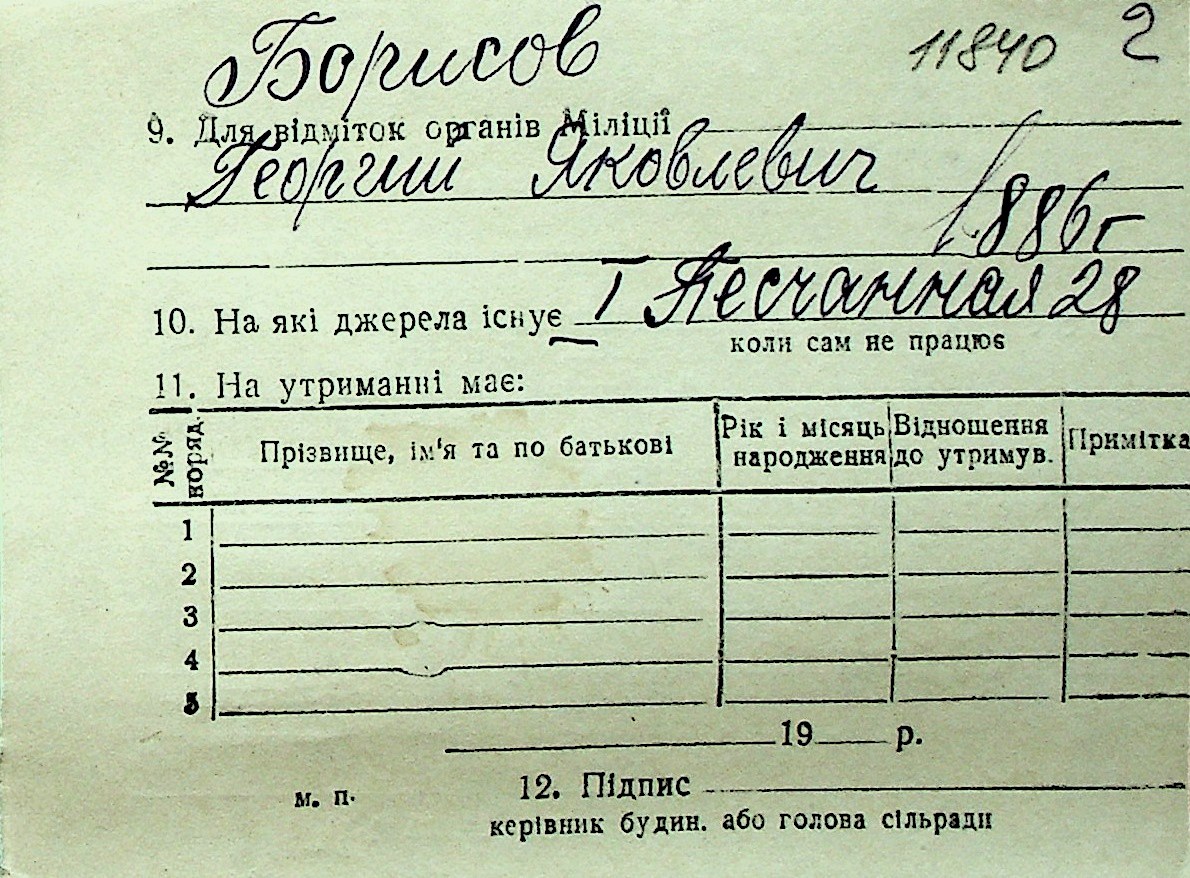 Борисов 11840 2
9. Для відміток органів Міліції
Георгий Яковлевич
1886г
10. На які джерела існує I Песчанная 28
коли сам не працює
11. На утриманні має:
№№ поряд. Прізвище, ім'я та по батькові Рік і місяць народження Відношення до утримув. Примітка
1
2
3
4
5
19 р.
м. п. 12. Підпис
керівник будин. або голова сільради